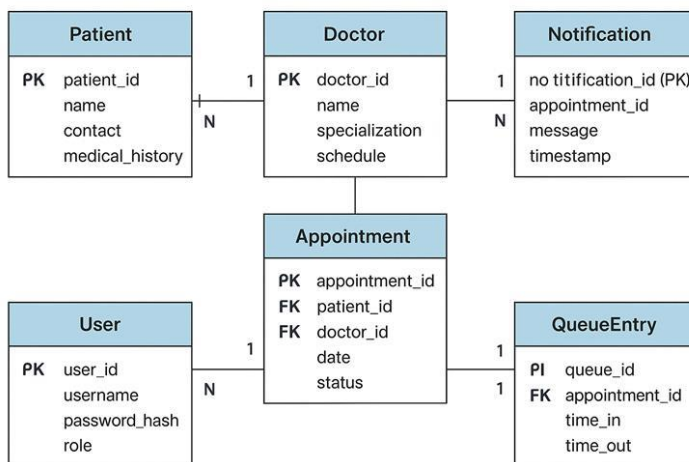 Patient
PK patient_id
name
contact
medical_history
1
N
Doctor
PK doctor_id
name
specialization
schedule
1
N
Notification
no titification_id (PK)
appointment_id
message
timestamp
Appointment
PK appointment_id
FK patient_id
FK doctor_id
date
status
User
PK user_id
username
password_hash
role
1
N
1
1
QueueEntry
PI queue_id
FK appointment_id
time_in
time_out